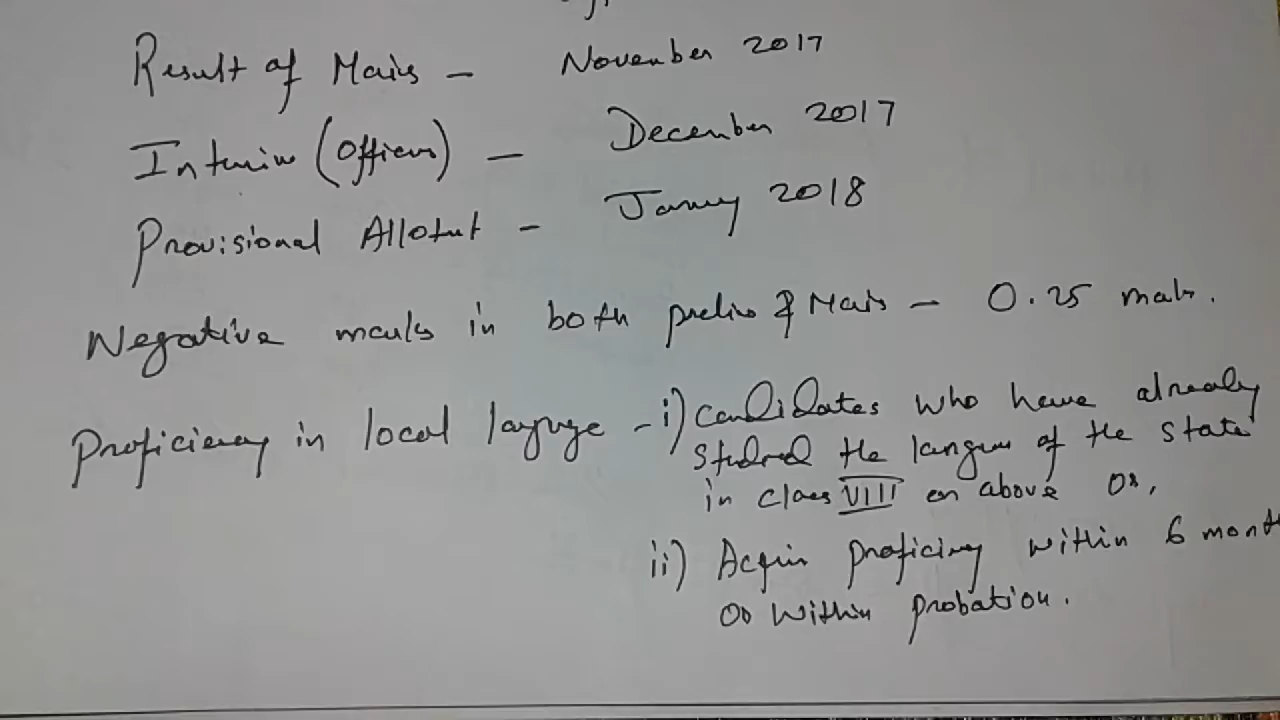 Result of Mains - November 2017
Interview (Officers) - December 2017
Provisional Allotment - January 2018
Negative marks in both prelims & Mains - 0.25 marks.
Proficiency in local language - i) Candidates who have already
studied the language of the state
in class VIII or above or,
ii) Acquire proficiency within 6 month
or within probation.